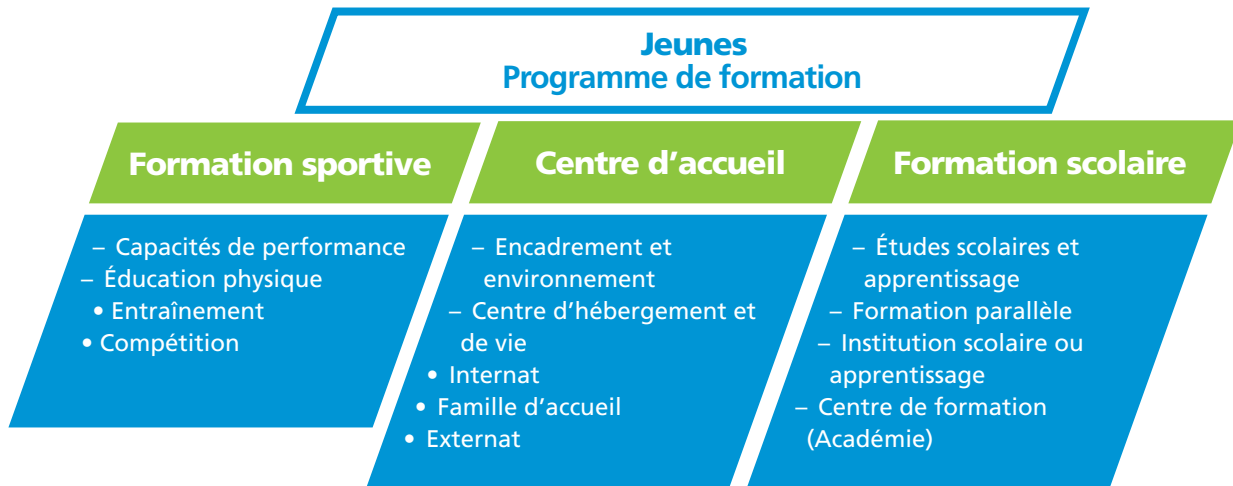 Jeunes
Programme de formation
Formation sportive
– Capacités de performance
– Éducation physique
• Entraînement
• Compétition
Centre d’accueil
– Encadrement et
environnement
– Centre d’hébergement et
de vie
• Internat
• Famille d’accueil
• Externat
Formation scolaire
– Études scolaires et
apprentissage
– Formation parallèle
– Institution scolaire ou
apprentissage
– Centre de formation
(Académie)